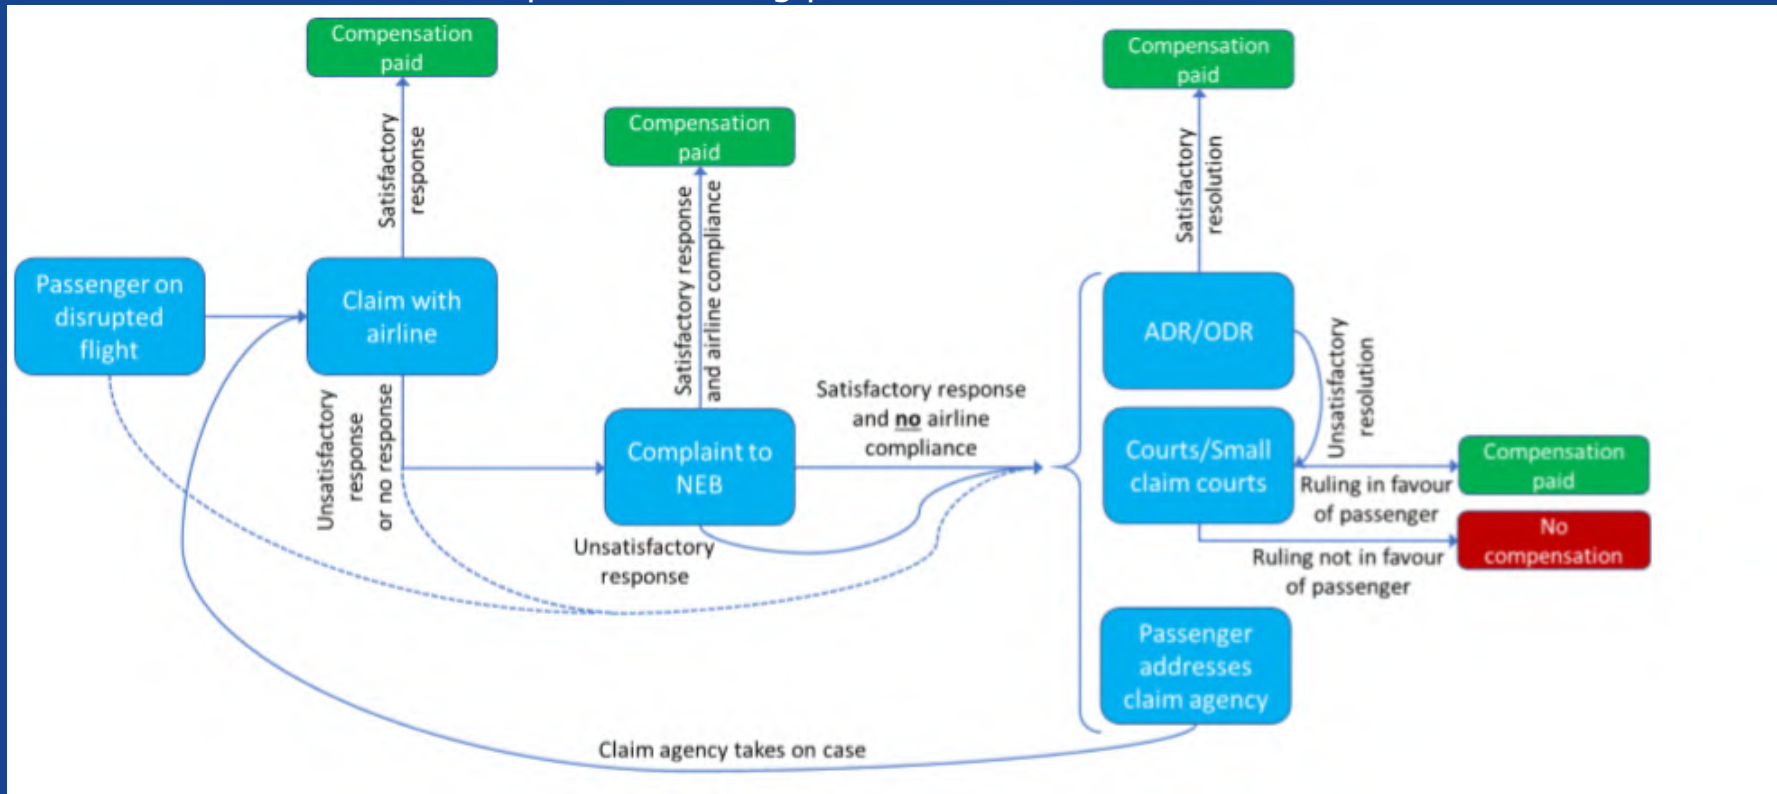 Compensation
paid
Satisfactory
response
Passenger on
disrupted
flight
Claim with
airline
Unsatisfactory
response
or no response
Compensation
paid
Satisfactory response
and airline compliance
Complaint to
NEB
Unsatisfactory
response
Satisfactory response
and no airline
compliance
Compensation
paid
Satisfactory
resolution
ADR/ODR
Unsatisfactory
resolution
Courts/Small
claim courts
Compensation
paid
Ruling in favour
of passenger
No
compensation
Ruling not in favour
of passenger
Passenger
addresses
claim agency
Claim agency takes on case